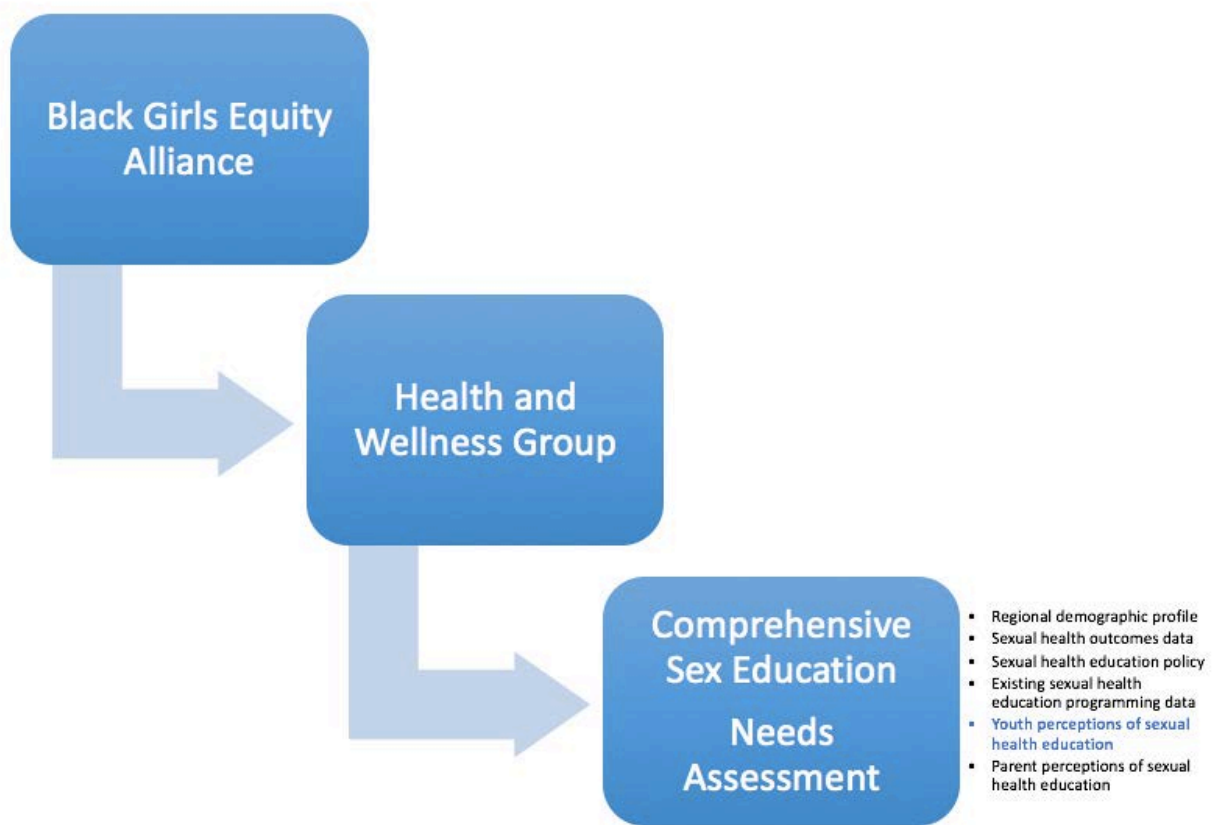 Black Girls Equity
Alliance
Health and
Wellness Group
Comprehensive
Sex Education
Needs
Assessment
▪ Regional demographic profile
▪ Sexual health outcomes data
▪ Sexual health education policy
▪ Existing sexual health
education programming data
▪ Youth perceptions of sexual
health education
▪ Parent perceptions of sexual
health education